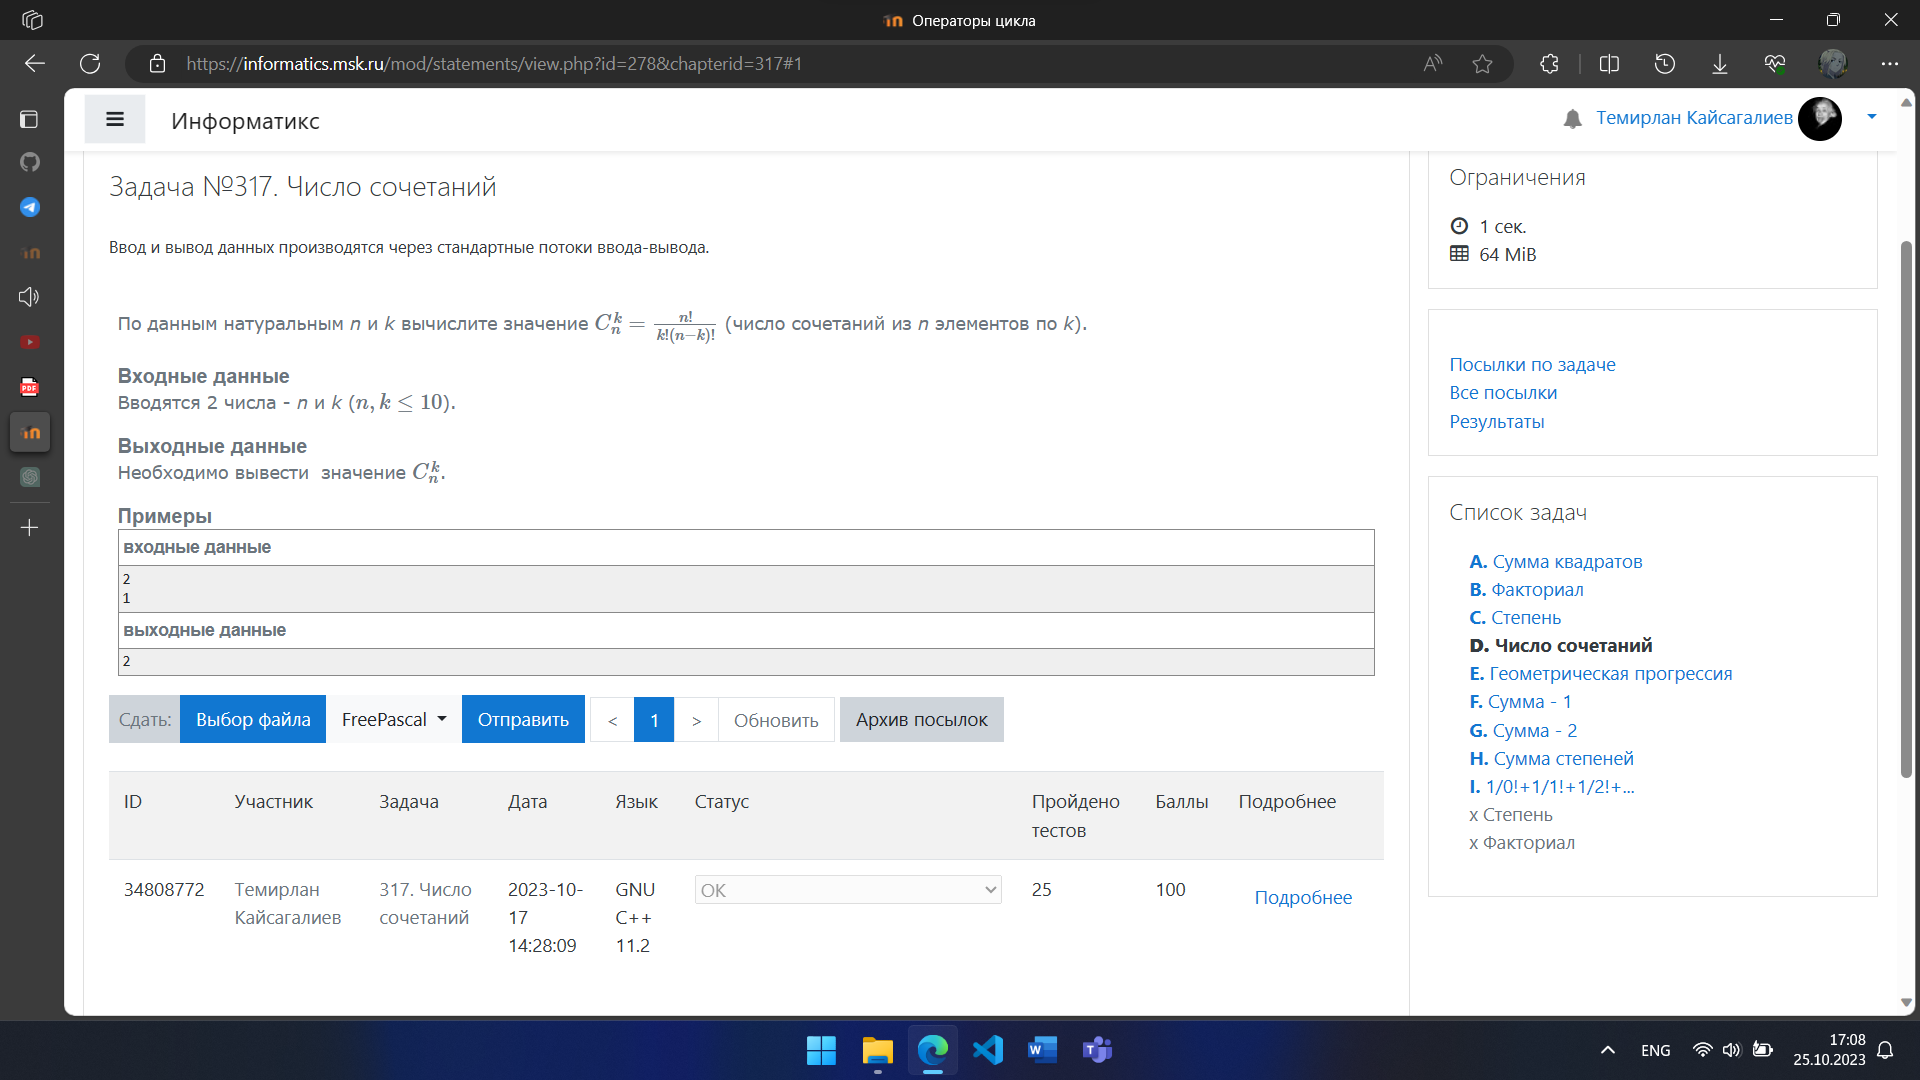 Операторы цикла
https://informatics.msk.ru/mod/statements/view.php?id=278&chapterid=317#1
Информатикс
Темирлан Кайсагалиев
Задача №317. Число сочетаний
Ввод и вывод данных производятся через стандартные потоки ввода-вывода.
По данным натуральным n и k вычислите значение C_n^k = n!/(k!(n−k)!) (число сочетаний из n элементов по k).
Входные данные
Вводятся 2 числа - n и k (n, k ≤ 10).
Выходные данные
Необходимо вывести значение C_n^k.
Примеры
входные данные
2
1
выходные данные
2
Сдать: Выбор файла FreePascal Отправить < 1 > Обновить Архив посылок
ID Участник Задача Дата Язык Статус Пройдено тестов Баллы Подробнее
34808772 Темирлан Кайсагалиев 317. Число сочетаний 2023-10-17 14:28:09 GNU C++ 11.2 OK 25 100 Подробнее
Ограничения
1 сек.
64 MiB
Посылки по задаче
Все посылки
Результаты
Список задач
A. Сумма квадратов
B. Факториал
C. Степень
D. Число сочетаний
E. Геометрическая прогрессия
F. Сумма - 1
G. Сумма - 2
H. Сумма степеней
I. 1/0!+1/1!+1/2!+...
x Степень
x Факториал
ENG
17:08
25.10.2023